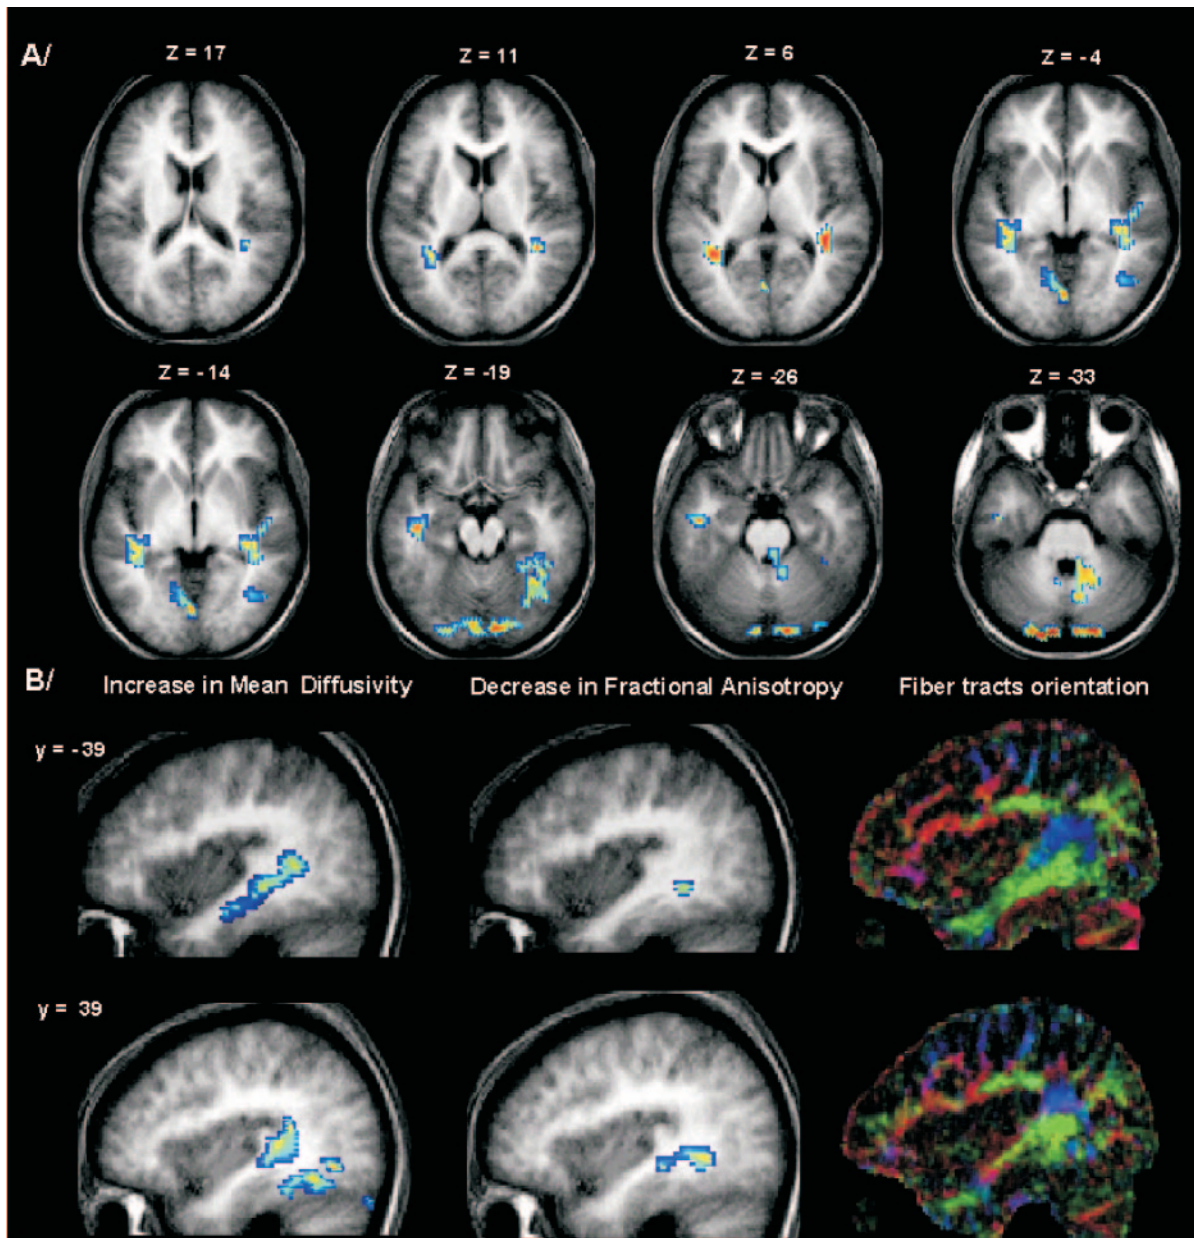 A/
Z = 17
Z = 11
Z = 6
Z = - 4
Z = - 14
Z = -19
Z = -26
Z = -33
B/
Increase in Mean Diffusivity
Decrease in Fractional Anisotropy
Fiber tracts orientation
y = - 39
y = 39